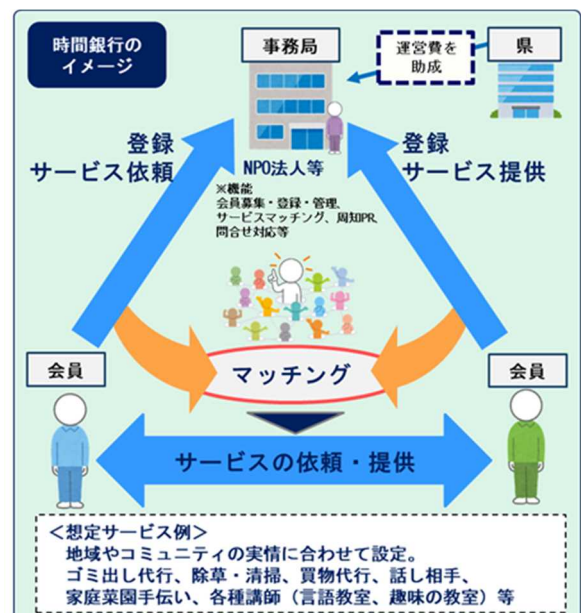 時間銀行の
イメージ
事務局
運営費を
助成
県
登録
サービス依頼
登録
サービス提供
NPO法人等
※機能
会員募集・登録・管理、
サービスマッチング、周知PR、
問合せ対応等
会員
マッチング
会員
サービスの依頼・提供
＜想定サービス例＞
地域やコミュニティの実情に合わせて設定。
ゴミ出し代行、除草・清掃、買物代行、話し相手、
家庭菜園手伝い、各種講師（言語教室、趣味の教室）等